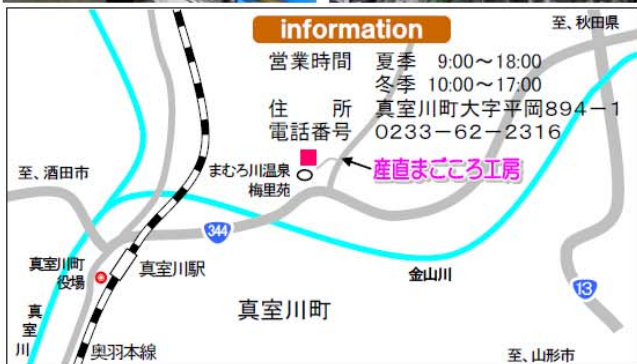 information
至、秋田県
営業時間 夏季 9:00～18:00
冬季 10:00～17:00
住 所 真室川町大字平岡894－1
電話番号 0233－62－2316
まむろ川温泉
梅里苑
産直まごころ工房
至、酒田市
344
真室川町
役場
真室川駅
金山川
13
真室川
真室川町
奥羽本線
至、山形市